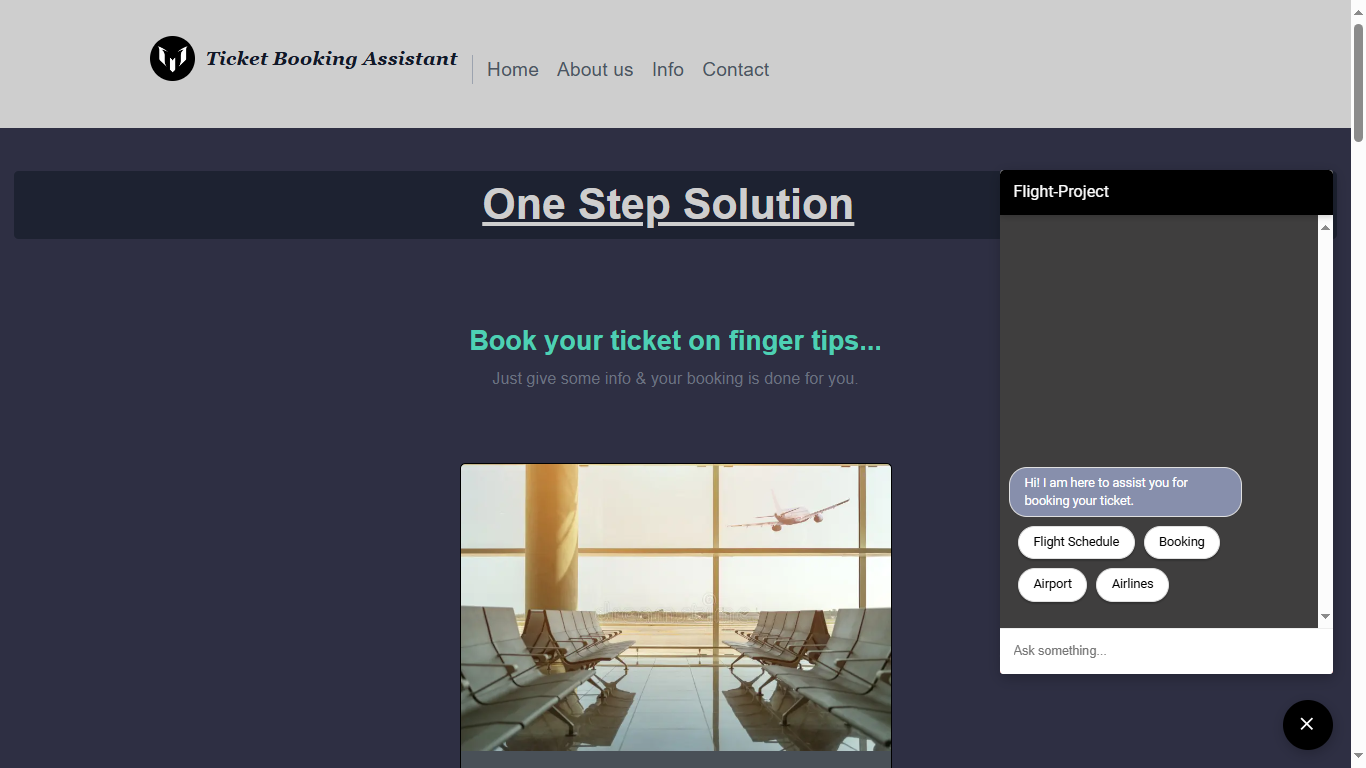 Ticket Booking Assistant
Home About us Info Contact
One Step Solution
Book your ticket on finger tips...
Just give some info & your booking is done for you.
Flight-Project
Hi! I am here to assist you for
booking your ticket.
Flight Schedule Booking
Airport Airlines
Ask something...